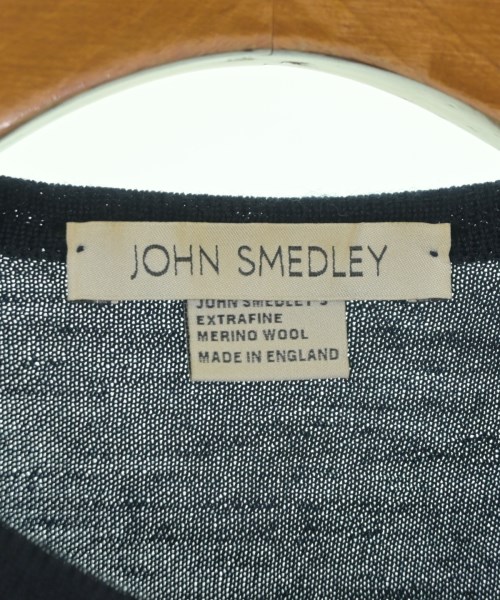 JOHN SMEDLEY
JOHN SMEDLEY'S
EXTRAFINE
MERINO WOOL
MADE IN ENGLAND